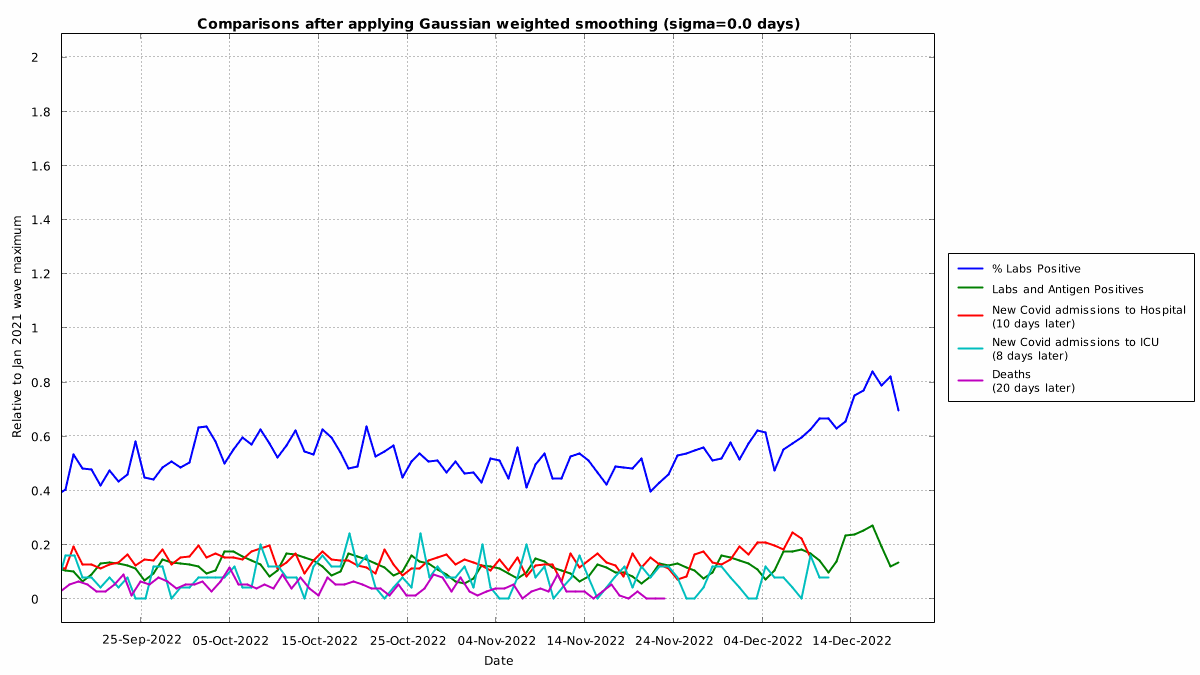 Comparisons after applying Gaussian weighted smoothing (sigma=0.0 days)
Relative to Jan 2021 wave maximum
2
1.8
1.6
1.4
1.2
1
0.8
0.6
0.4
0.2
0
25-Sep-2022 05-Oct-2022 15-Oct-2022 25-Oct-2022 04-Nov-2022 14-Nov-2022 24-Nov-2022 04-Dec-2022 14-Dec-2022
Date
% Labs Positive
Labs and Antigen Positives
New Covid admissions to Hospital
(10 days later)
New Covid admissions to ICU
(8 days later)
Deaths
(20 days later)